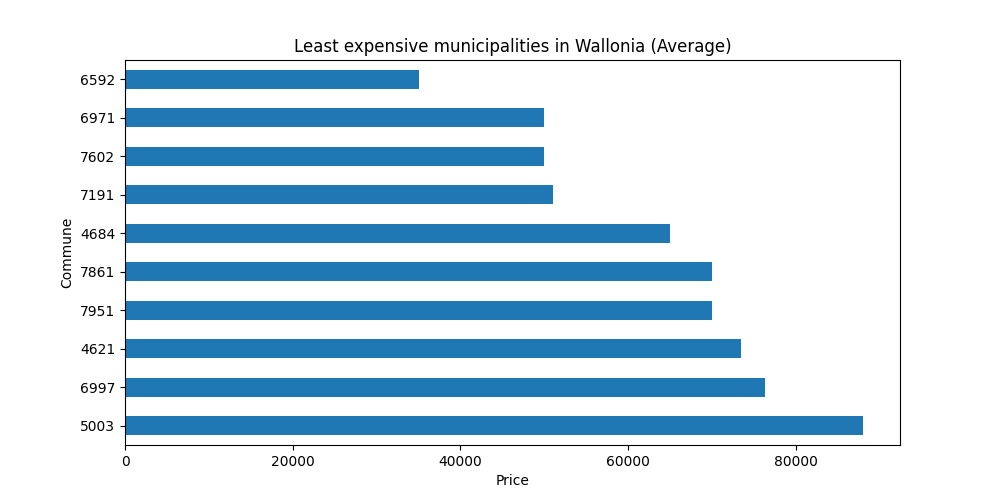 Least expensive municipalities in Wallonia (Average)
6592
6971
7602
7191
4684
7861
7951
4621
6997
5003
Commune
0 20000 40000 60000 80000
Price